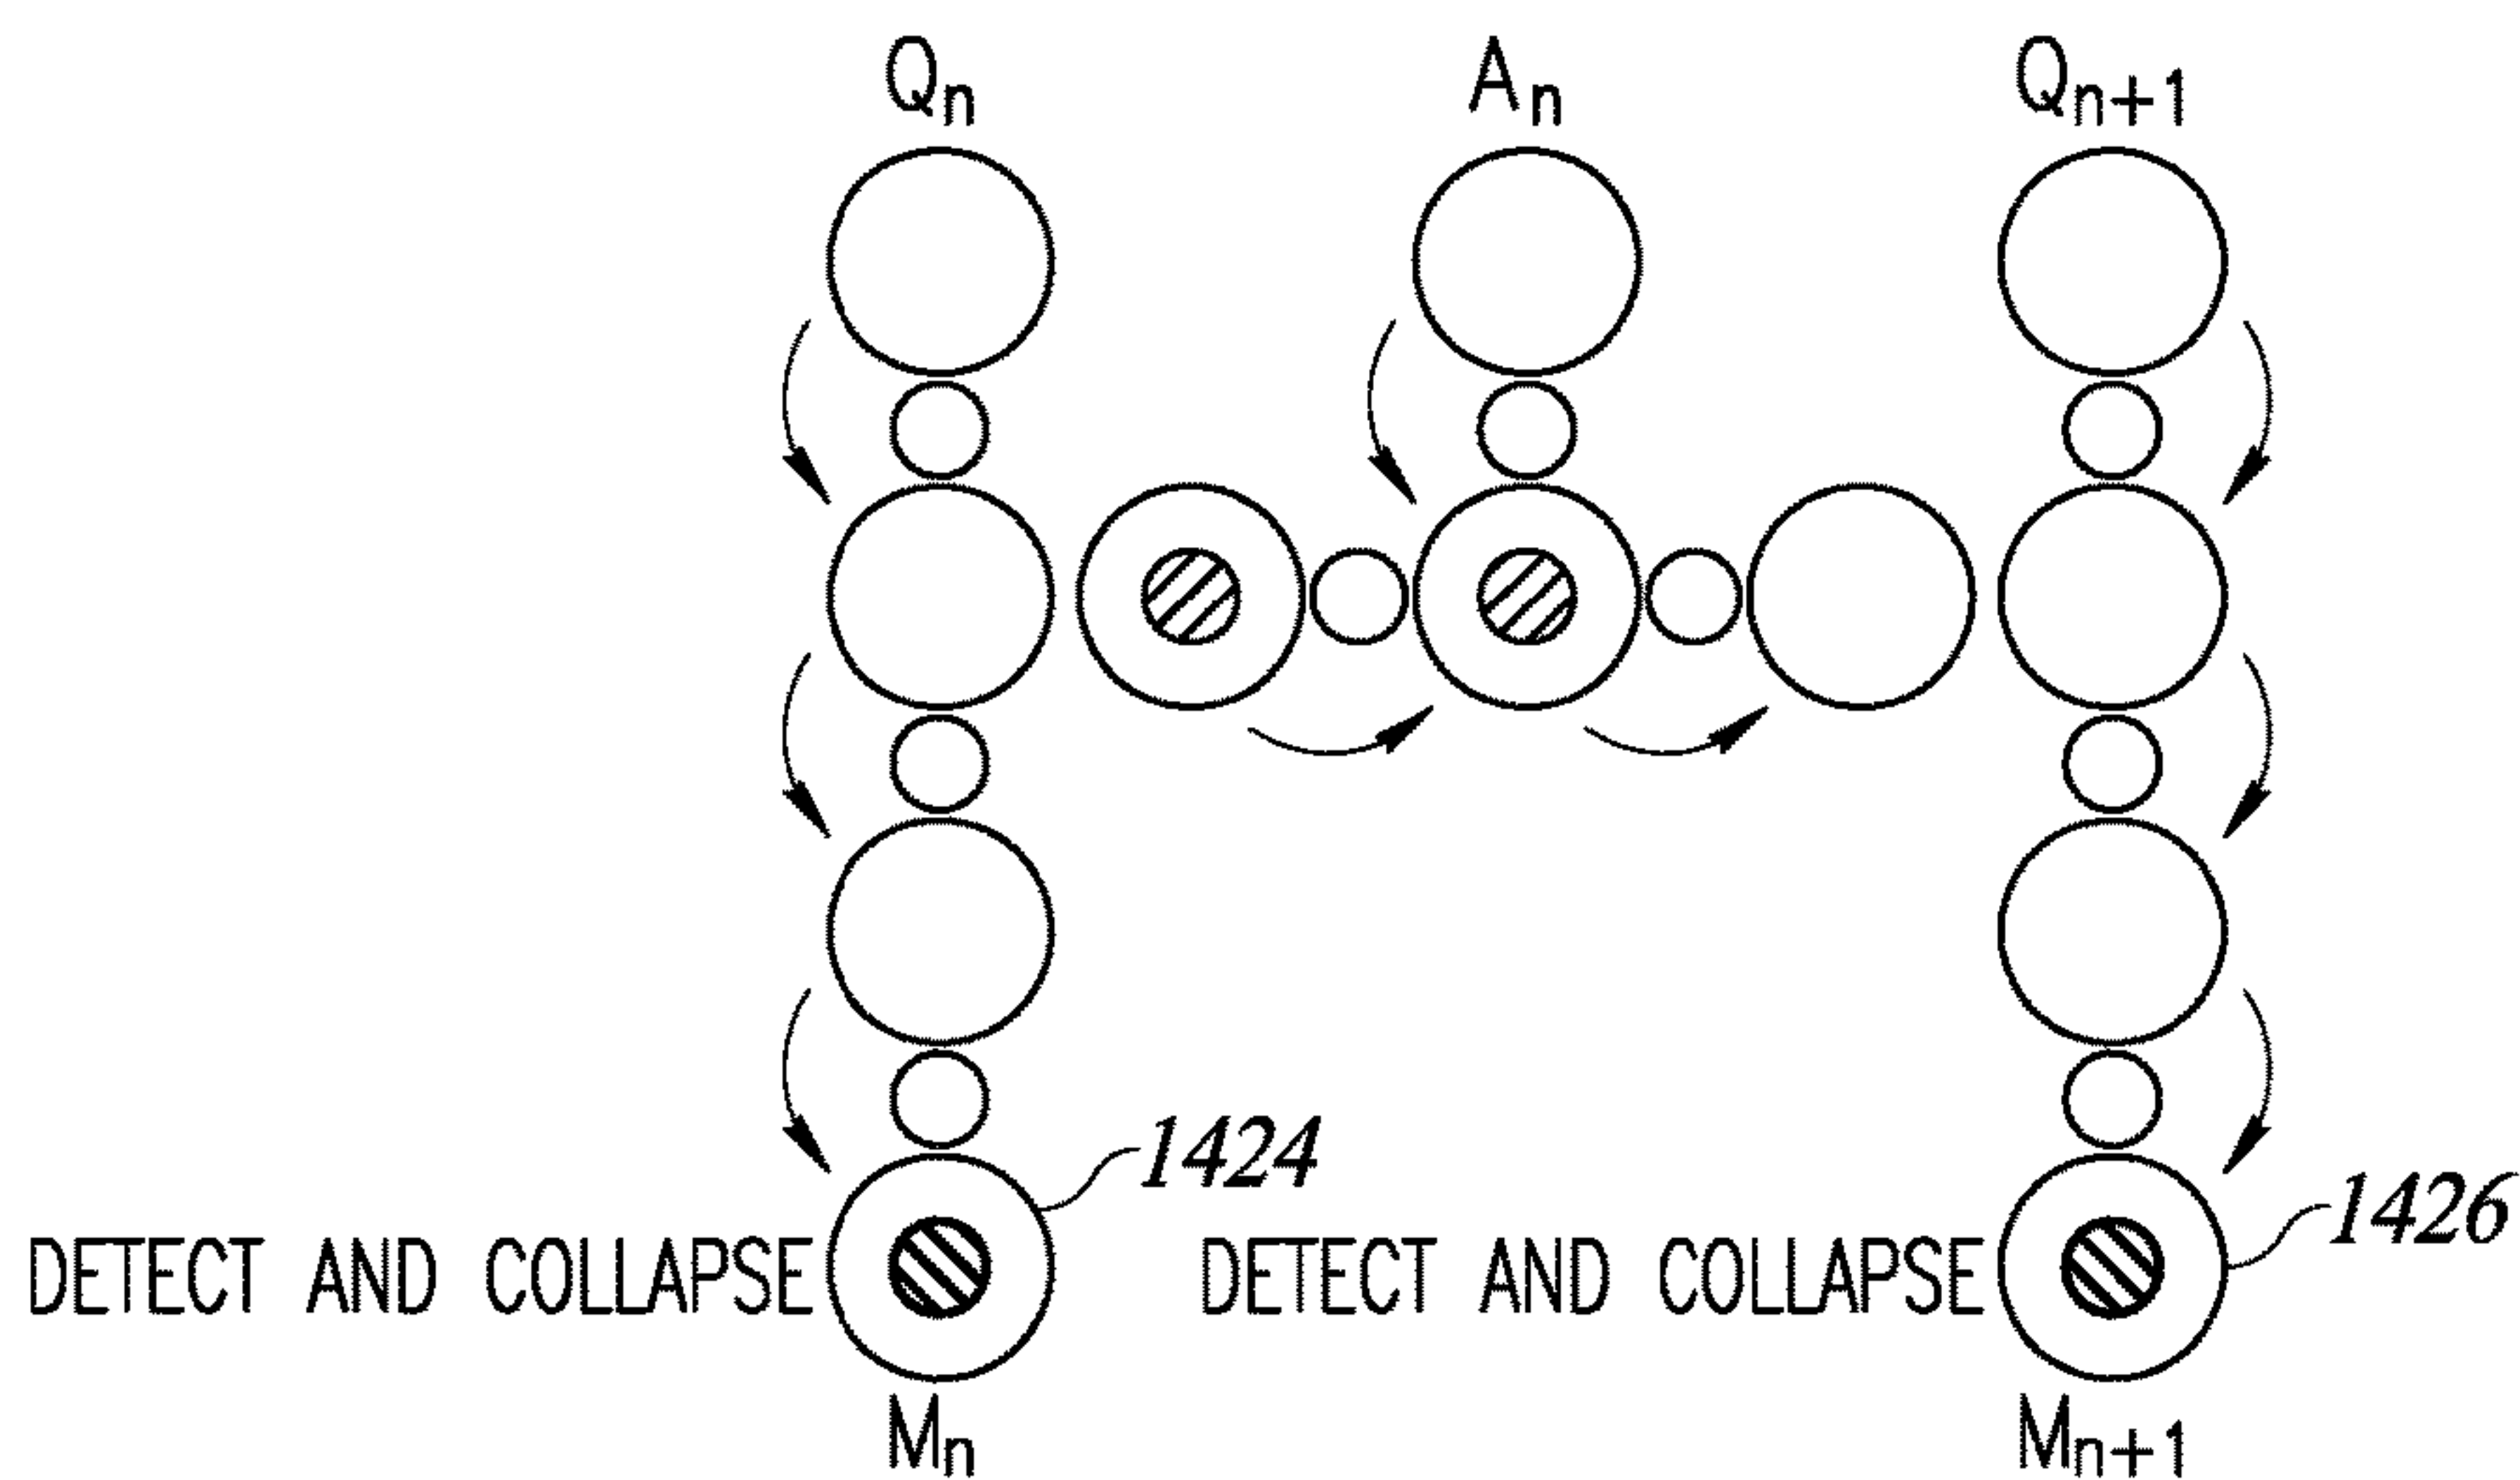 Qn An Qn+1
1424
1426
DETECT AND COLLAPSE DETECT AND COLLAPSE
Mn Mn+1